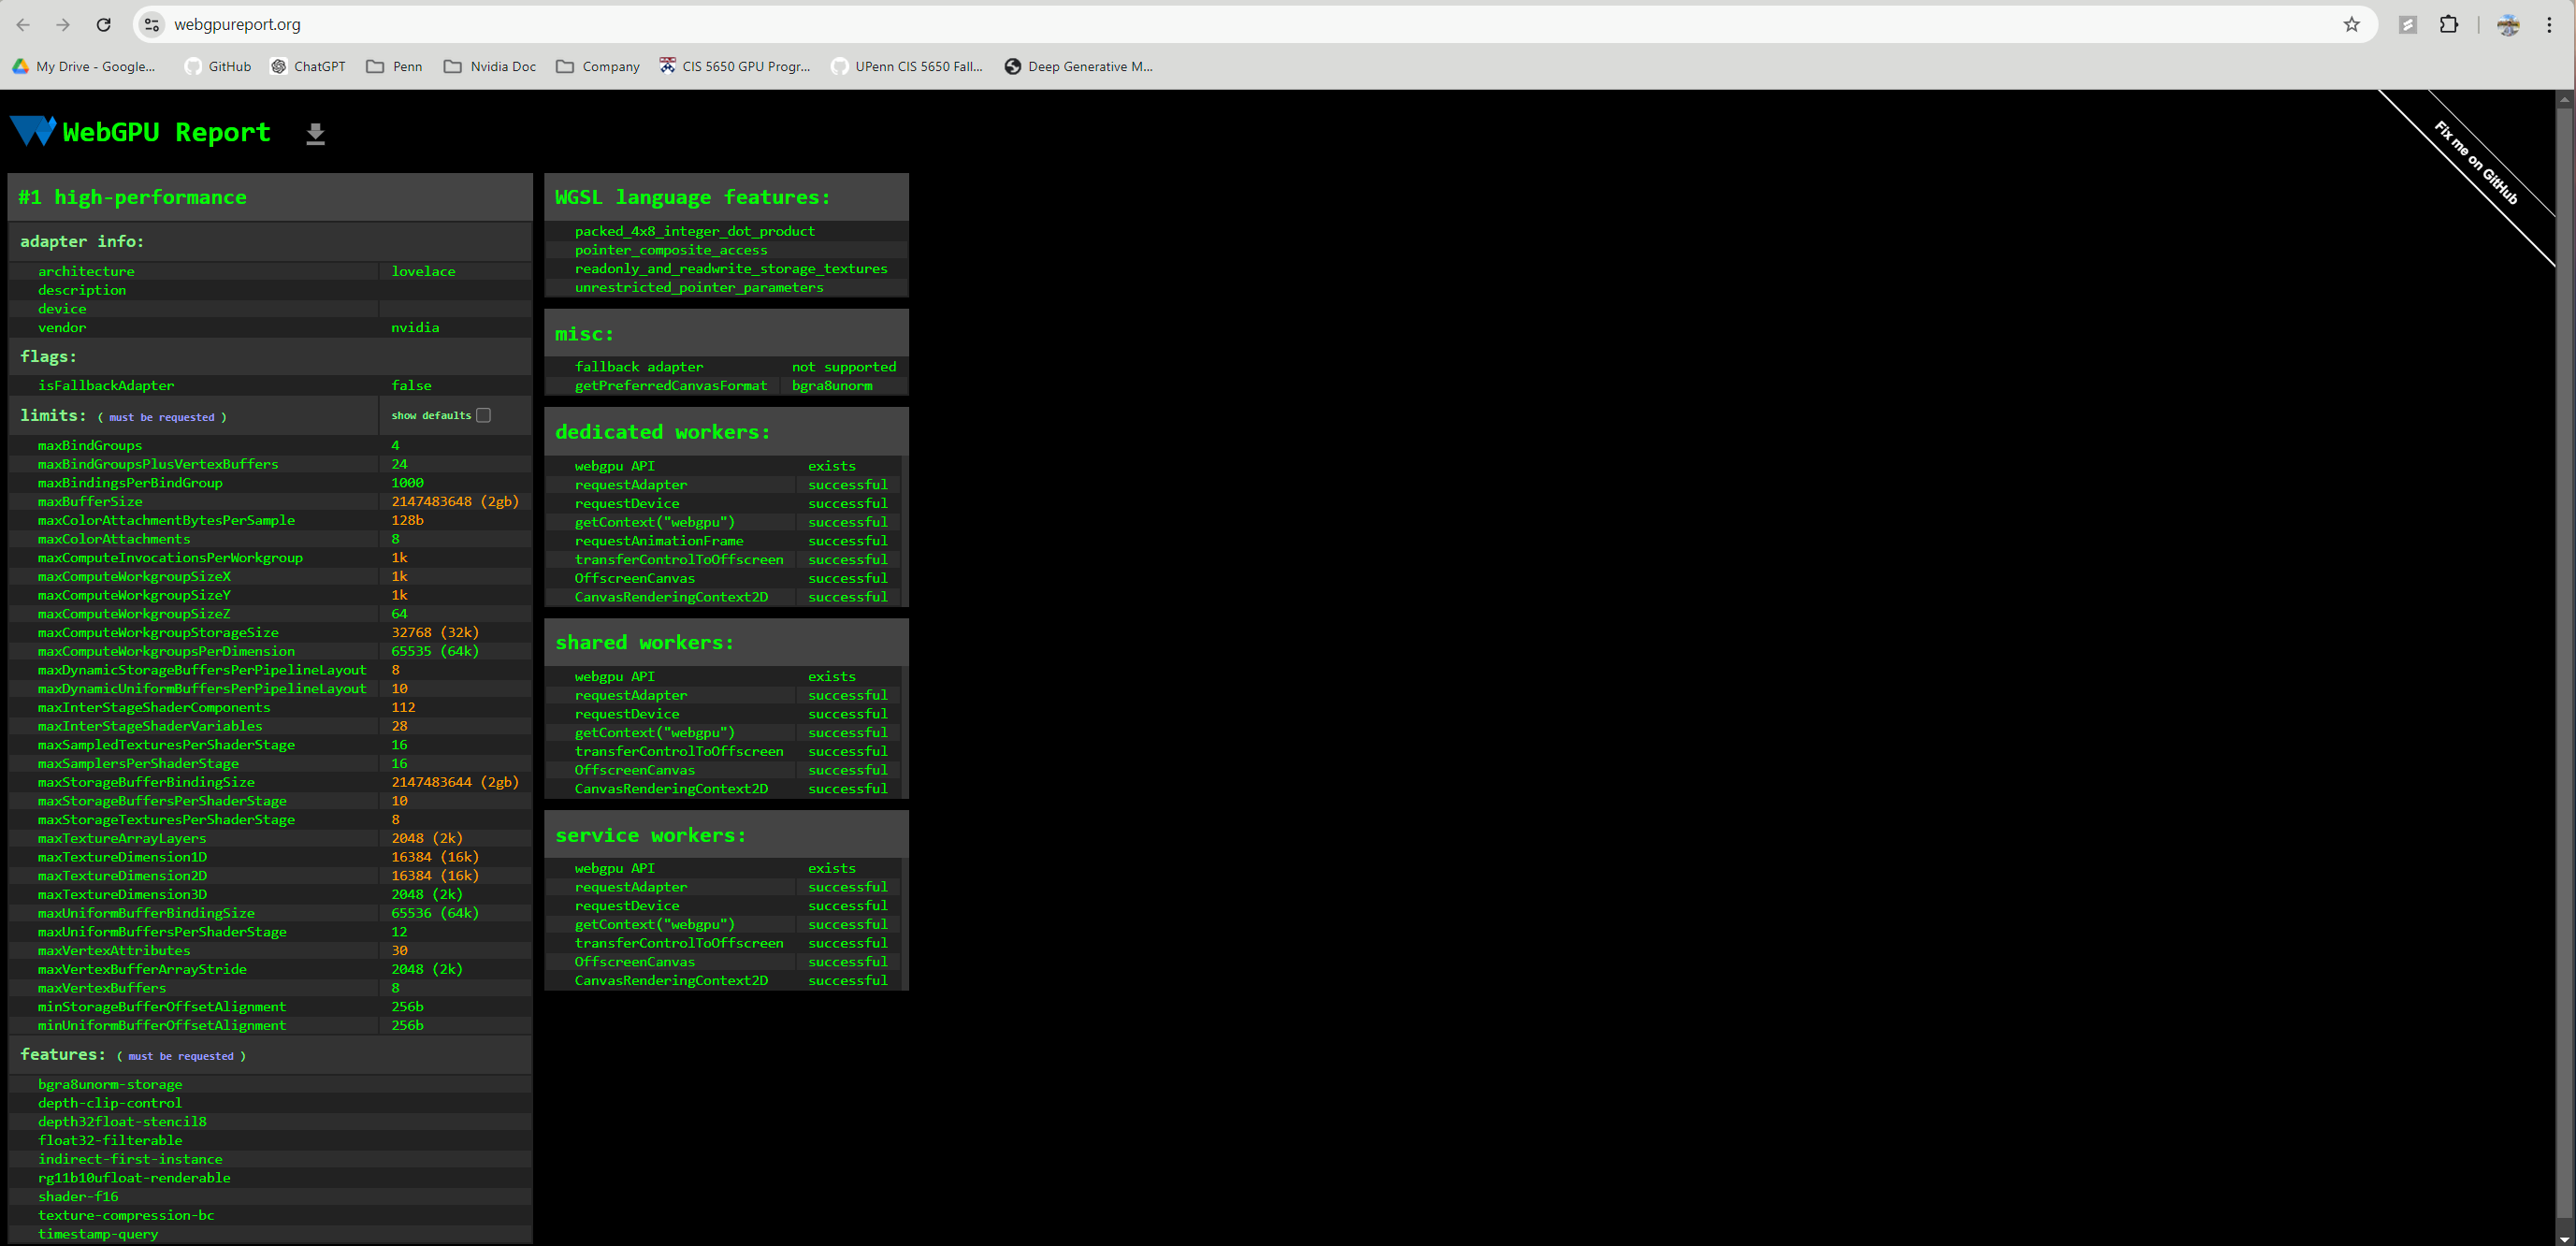 webgpureport.org
My Drive - Google... GitHub ChatGPT Penn Nvidia Doc Company CIS 5650 GPU Progr... UPenn CIS 5650 Fall... Deep Generative M...
WebGPU Report
Fix me on GitHub
#1 high-performance
adapter info:
architecture lovelace
description
device
vendor nvidia
flags:
isFallbackAdapter false
limits: ( must be requested ) show defaults
maxBindGroups 4
maxBindGroupsPlusVertexBuffers 24
maxBindingsPerBindGroup 1000
maxBufferSize 2147483648 (2gb)
maxColorAttachmentBytesPerSample 128b
maxColorAttachments 8
maxComputeInvocationsPerWorkgroup 1k
maxComputeWorkgroupSizeX 1k
maxComputeWorkgroupSizeY 1k
maxComputeWorkgroupSizeZ 64
maxComputeWorkgroupStorageSize 32768 (32k)
maxComputeWorkgroupsPerDimension 65535 (64k)
maxDynamicStorageBuffersPerPipelineLayout 8
maxDynamicUniformBuffersPerPipelineLayout 10
maxInterStageShaderComponents 112
maxInterStageShaderVariables 28
maxSampledTexturesPerShaderStage 16
maxSamplersPerShaderStage 16
maxStorageBufferBindingSize 2147483644 (2gb)
maxStorageBuffersPerShaderStage 10
maxStorageTexturesPerShaderStage 8
maxTextureArrayLayers 2048 (2k)
maxTextureDimension1D 16384 (16k)
maxTextureDimension2D 16384 (16k)
maxTextureDimension3D 2048 (2k)
maxUniformBufferBindingSize 65536 (64k)
maxUniformBuffersPerShaderStage 12
maxVertexAttributes 30
maxVertexBufferArrayStride 2048 (2k)
maxVertexBuffers 8
minStorageBufferOffsetAlignment 256b
minUniformBufferOffsetAlignment 256b
features: ( must be requested )
bgra8unorm-storage
depth-clip-control
depth32float-stencil8
float32-filterable
indirect-first-instance
rg11b10ufloat-renderable
shader-f16
texture-compression-bc
timestamp-query
WGSL language features:
packed_4x8_integer_dot_product
pointer_composite_access
readonly_and_readwrite_storage_textures
unrestricted_pointer_parameters
misc:
fallback adapter not supported
getPreferredCanvasFormat bgra8unorm
dedicated workers:
webgpu API exists
requestAdapter successful
requestDevice successful
getContext("webgpu") successful
requestAnimationFrame successful
transferControlToOffscreen successful
OffscreenCanvas successful
CanvasRenderingContext2D successful
shared workers:
webgpu API exists
requestAdapter successful
requestDevice successful
getContext("webgpu") successful
transferControlToOffscreen successful
OffscreenCanvas successful
CanvasRenderingContext2D successful
service workers:
webgpu API exists
requestAdapter successful
requestDevice successful
getContext("webgpu") successful
transferControlToOffscreen successful
OffscreenCanvas successful
CanvasRenderingContext2D successful